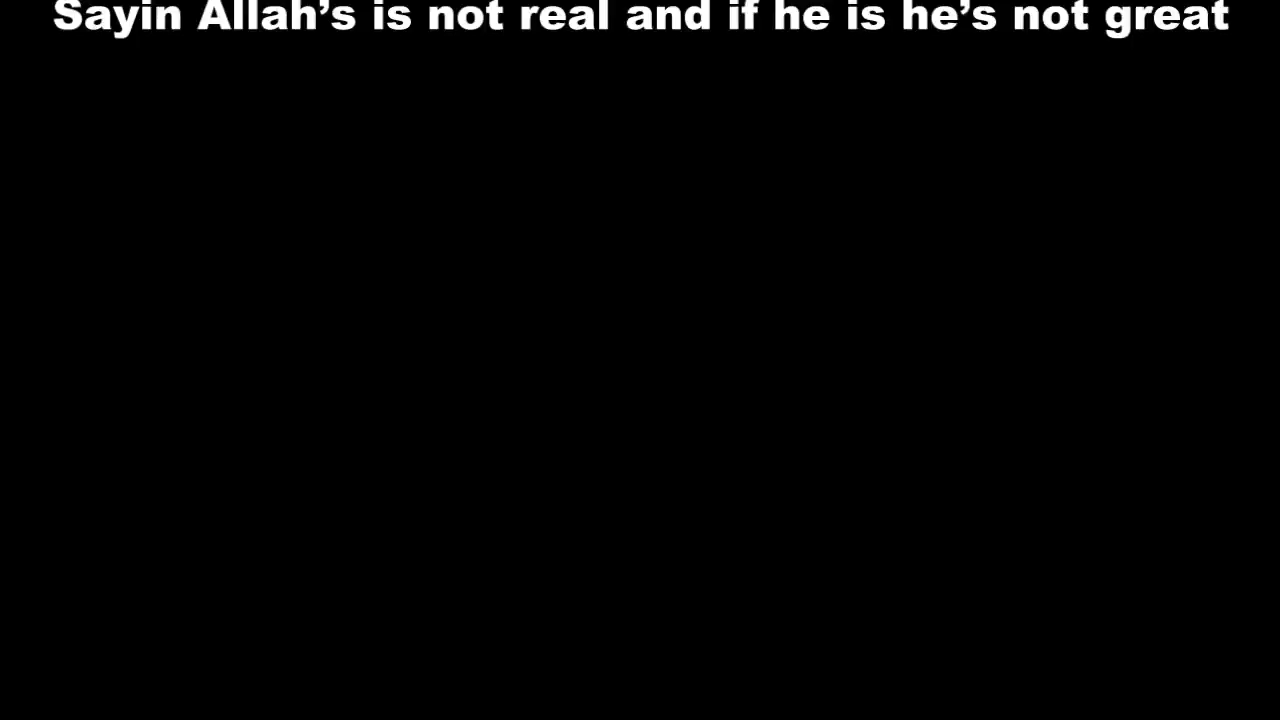 Sayin Allah’s is not real and if he is he’s not great